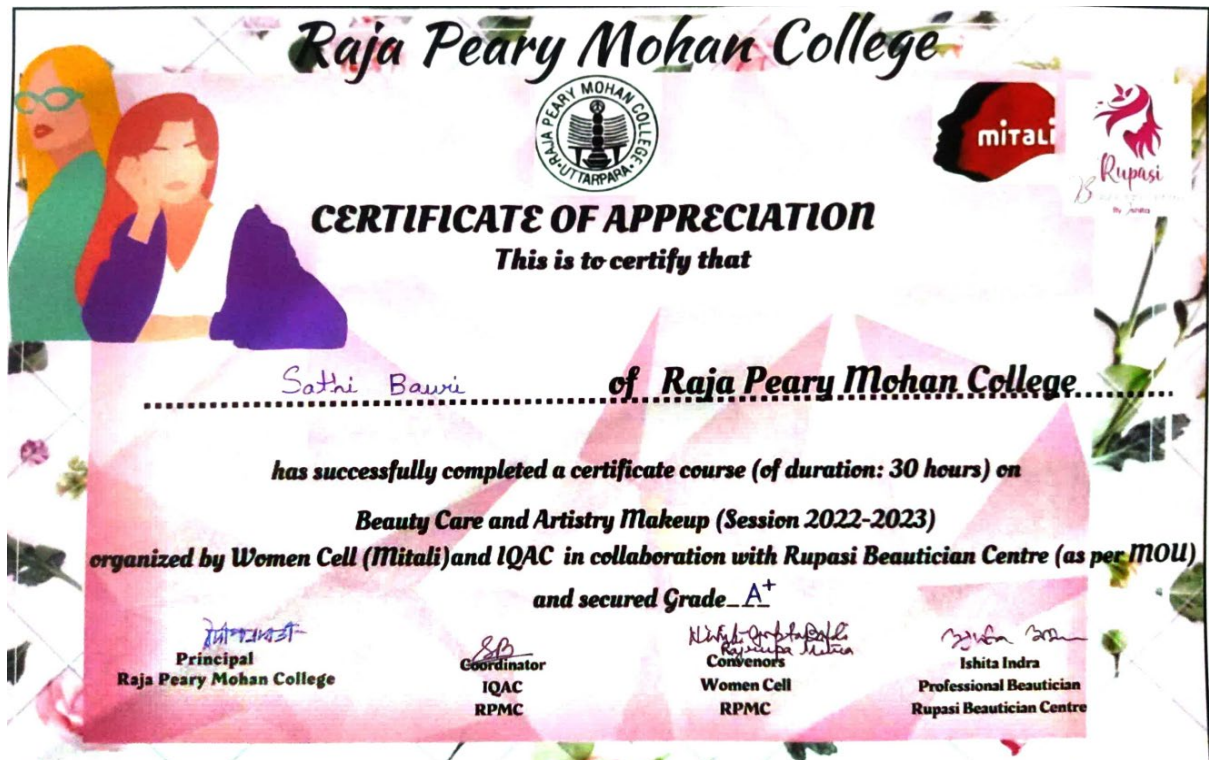 Raja Peary Mohan College
RAJA PEARY MOHAN COLLEGE
UTTARPARA
mitali
Rupasi
By Ishita
CERTIFICATE OF APPRECIATION
This is to certify that
Sathi Bauri of Raja Peary Mohan College
has successfully completed a certificate course (of duration: 30 hours) on
Beauty Care and Artistry Makeup (Session 2022-2023)
organized by Women Cell (Mitali)and IQAC in collaboration with Rupasi Beautician Centre (as per MOU)
and secured Grade A+
SB
Principal
Coordinator
Convenors
Ishita Indra
Raja Peary Mohan College
IQAC
Women Cell
Professional Beautician
RPMC
RPMC
Rupasi Beautician Centre